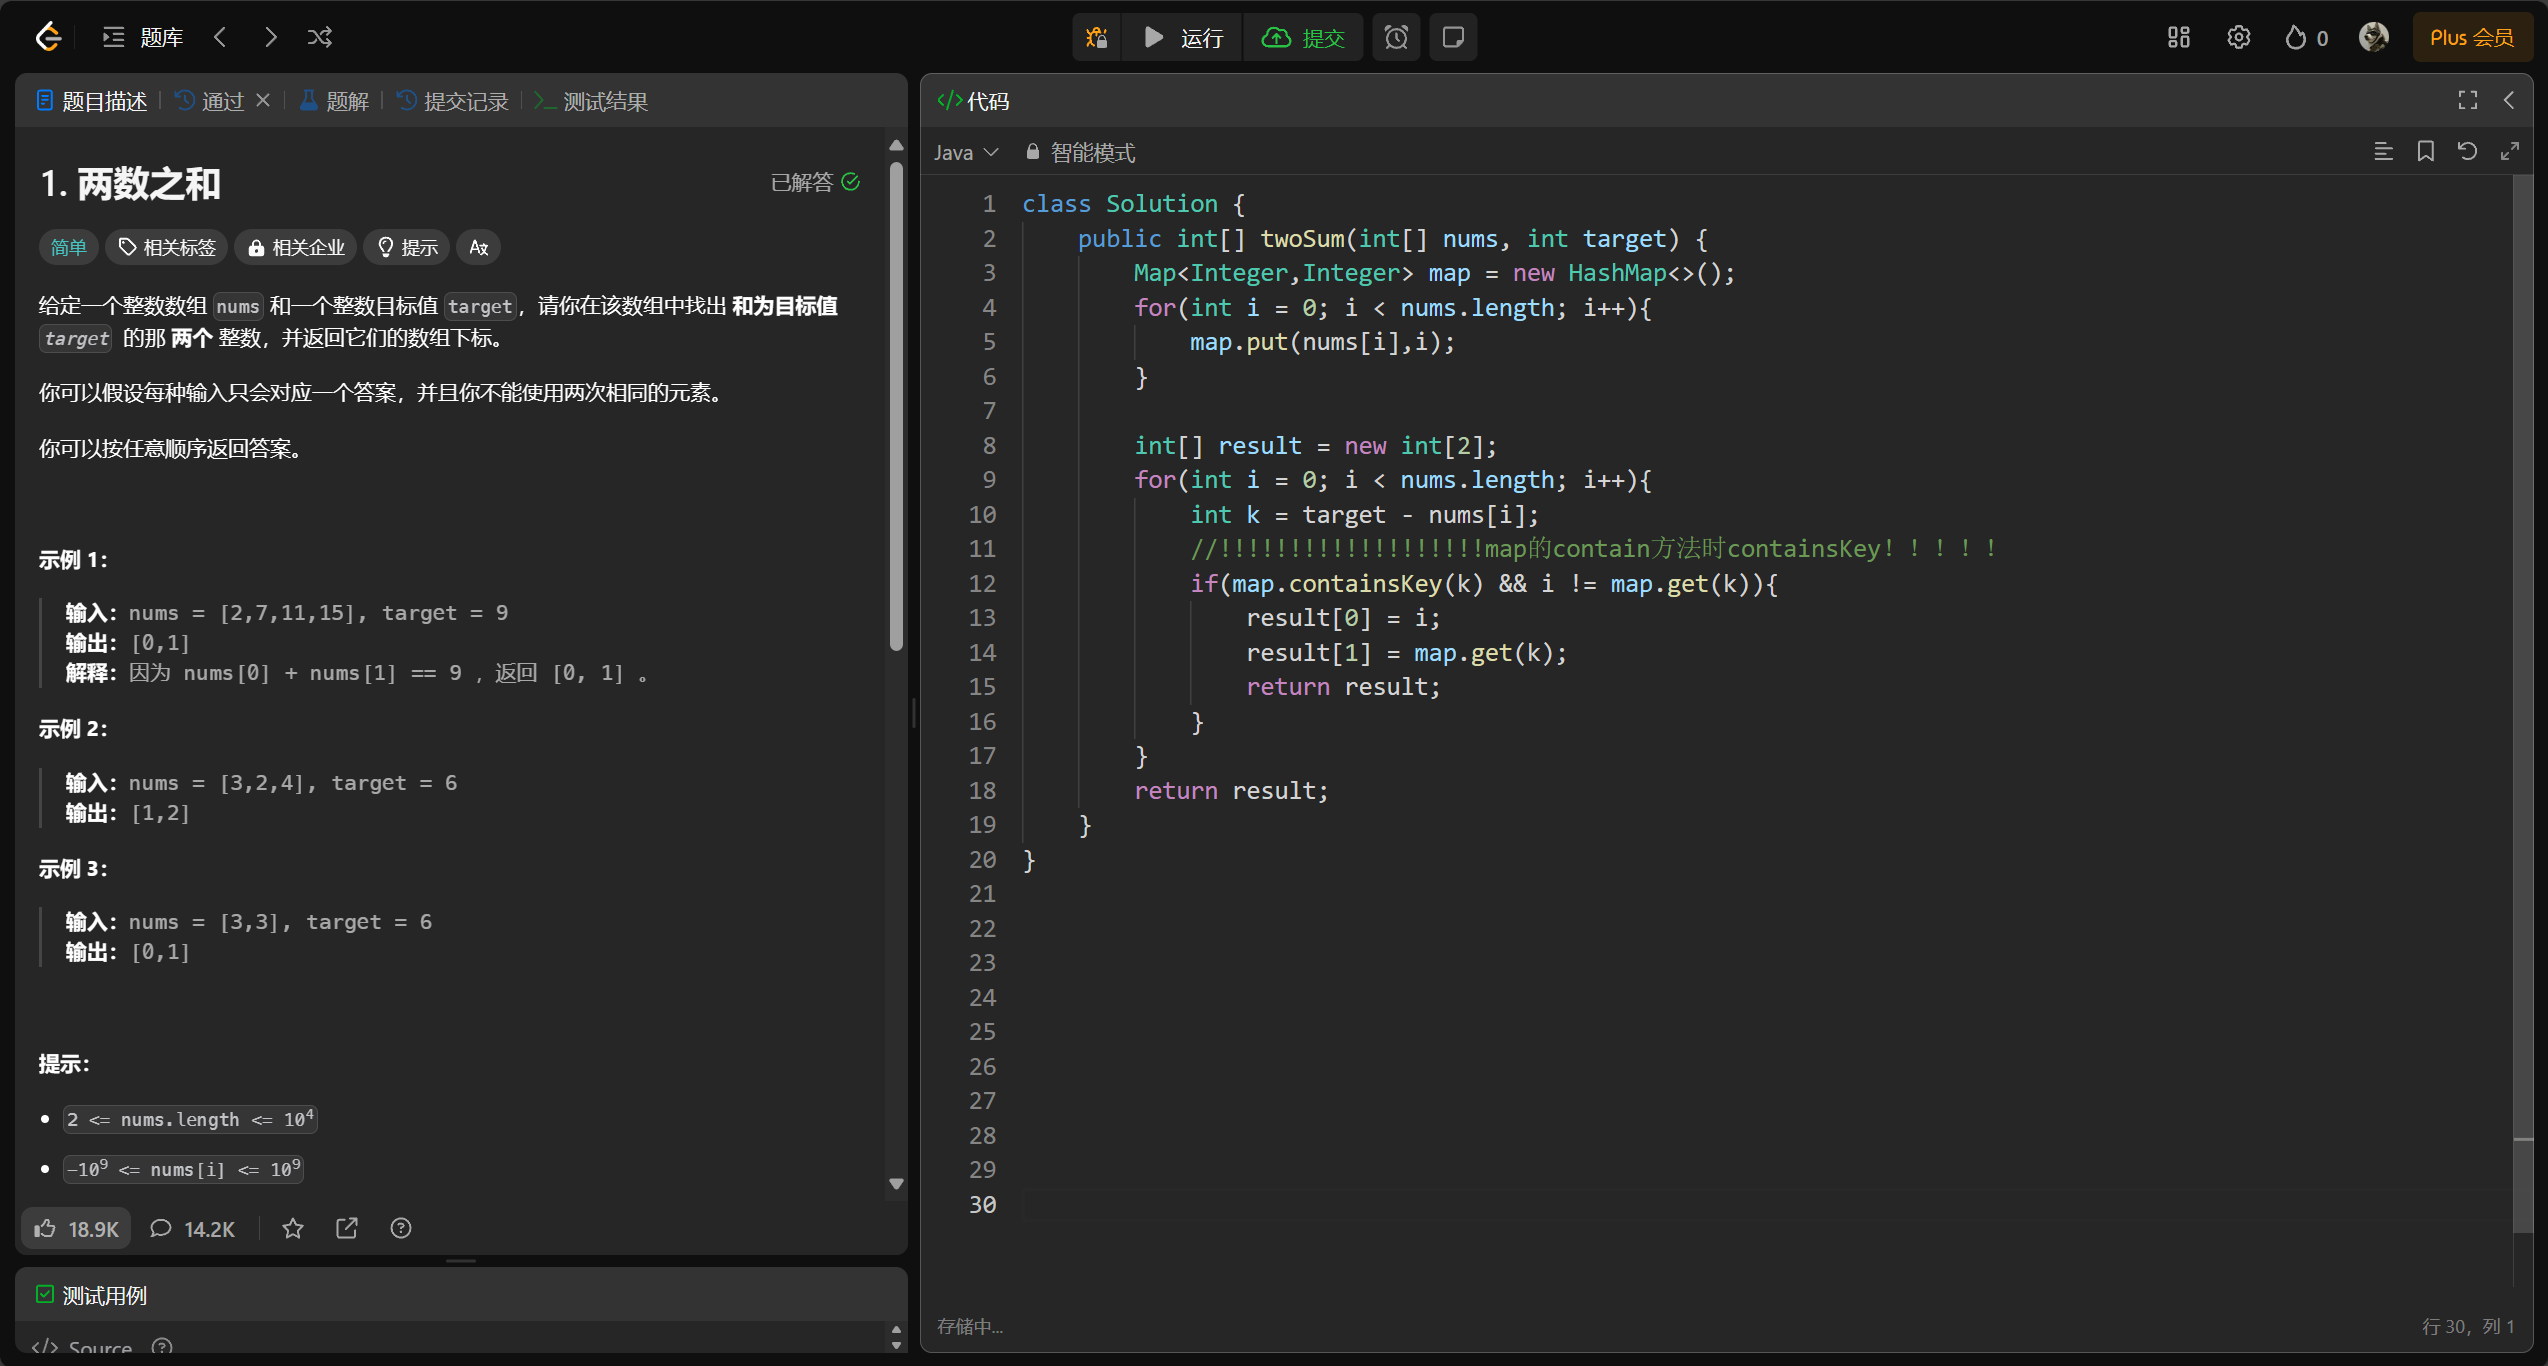 题库
运行
提交
0
Plus 会员
题目描述
通过
题解
提交记录
测试结果
1. 两数之和
已解答
简单
相关标签
相关企业
提示
给定一个整数数组 nums 和一个整数目标值 target，请你在该数组中找出 和为目标值
target 的那 两个 整数，并返回它们的数组下标。
你可以假设每种输入只会对应一个答案，并且你不能使用两次相同的元素。
你可以按任意顺序返回答案。
示例 1：
输入：nums = [2,7,11,15], target = 9
输出：[0,1]
解释：因为 nums[0] + nums[1] == 9 ，返回 [0, 1] 。
示例 2：
输入：nums = [3,2,4], target = 6
输出：[1,2]
示例 3：
输入：nums = [3,3], target = 6
输出：[0,1]
提示：
2 <= nums.length <= 10⁴
-10⁹ <= nums[i] <= 10⁹
18.9K
14.2K
测试用例
</> Source
</> 代码
Java
智能模式
1 class Solution {
2     public int[] twoSum(int[] nums, int target) {
3         Map<Integer,Integer> map = new HashMap<>();
4         for(int i = 0; i < nums.length; i++){
5             map.put(nums[i],i);
6         }
7
8         int[] result = new int[2];
9         for(int i = 0; i < nums.length; i++){
10             int k = target - nums[i];
11             //!!!!!!!!!!!!!!!!!!!map的contain方法时containsKey！！！！！
12             if(map.containsKey(k) && i != map.get(k)){
13                 result[0] = i;
14                 result[1] = map.get(k);
15                 return result;
16             }
17         }
18         return result;
19     }
20 }
21
22
23
24
25
26
27
28
29
30
存储中...
行 30，列 1